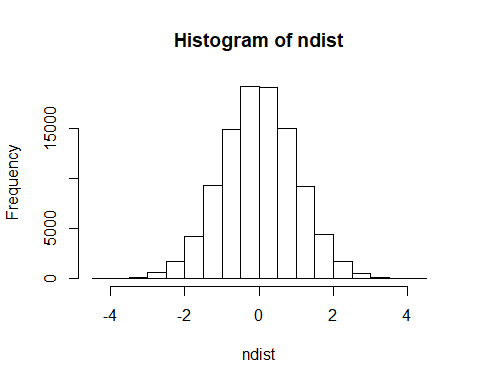 Histogram of ndist
Frequency
15000
5000
0
-4 -2 0 2 4
ndist